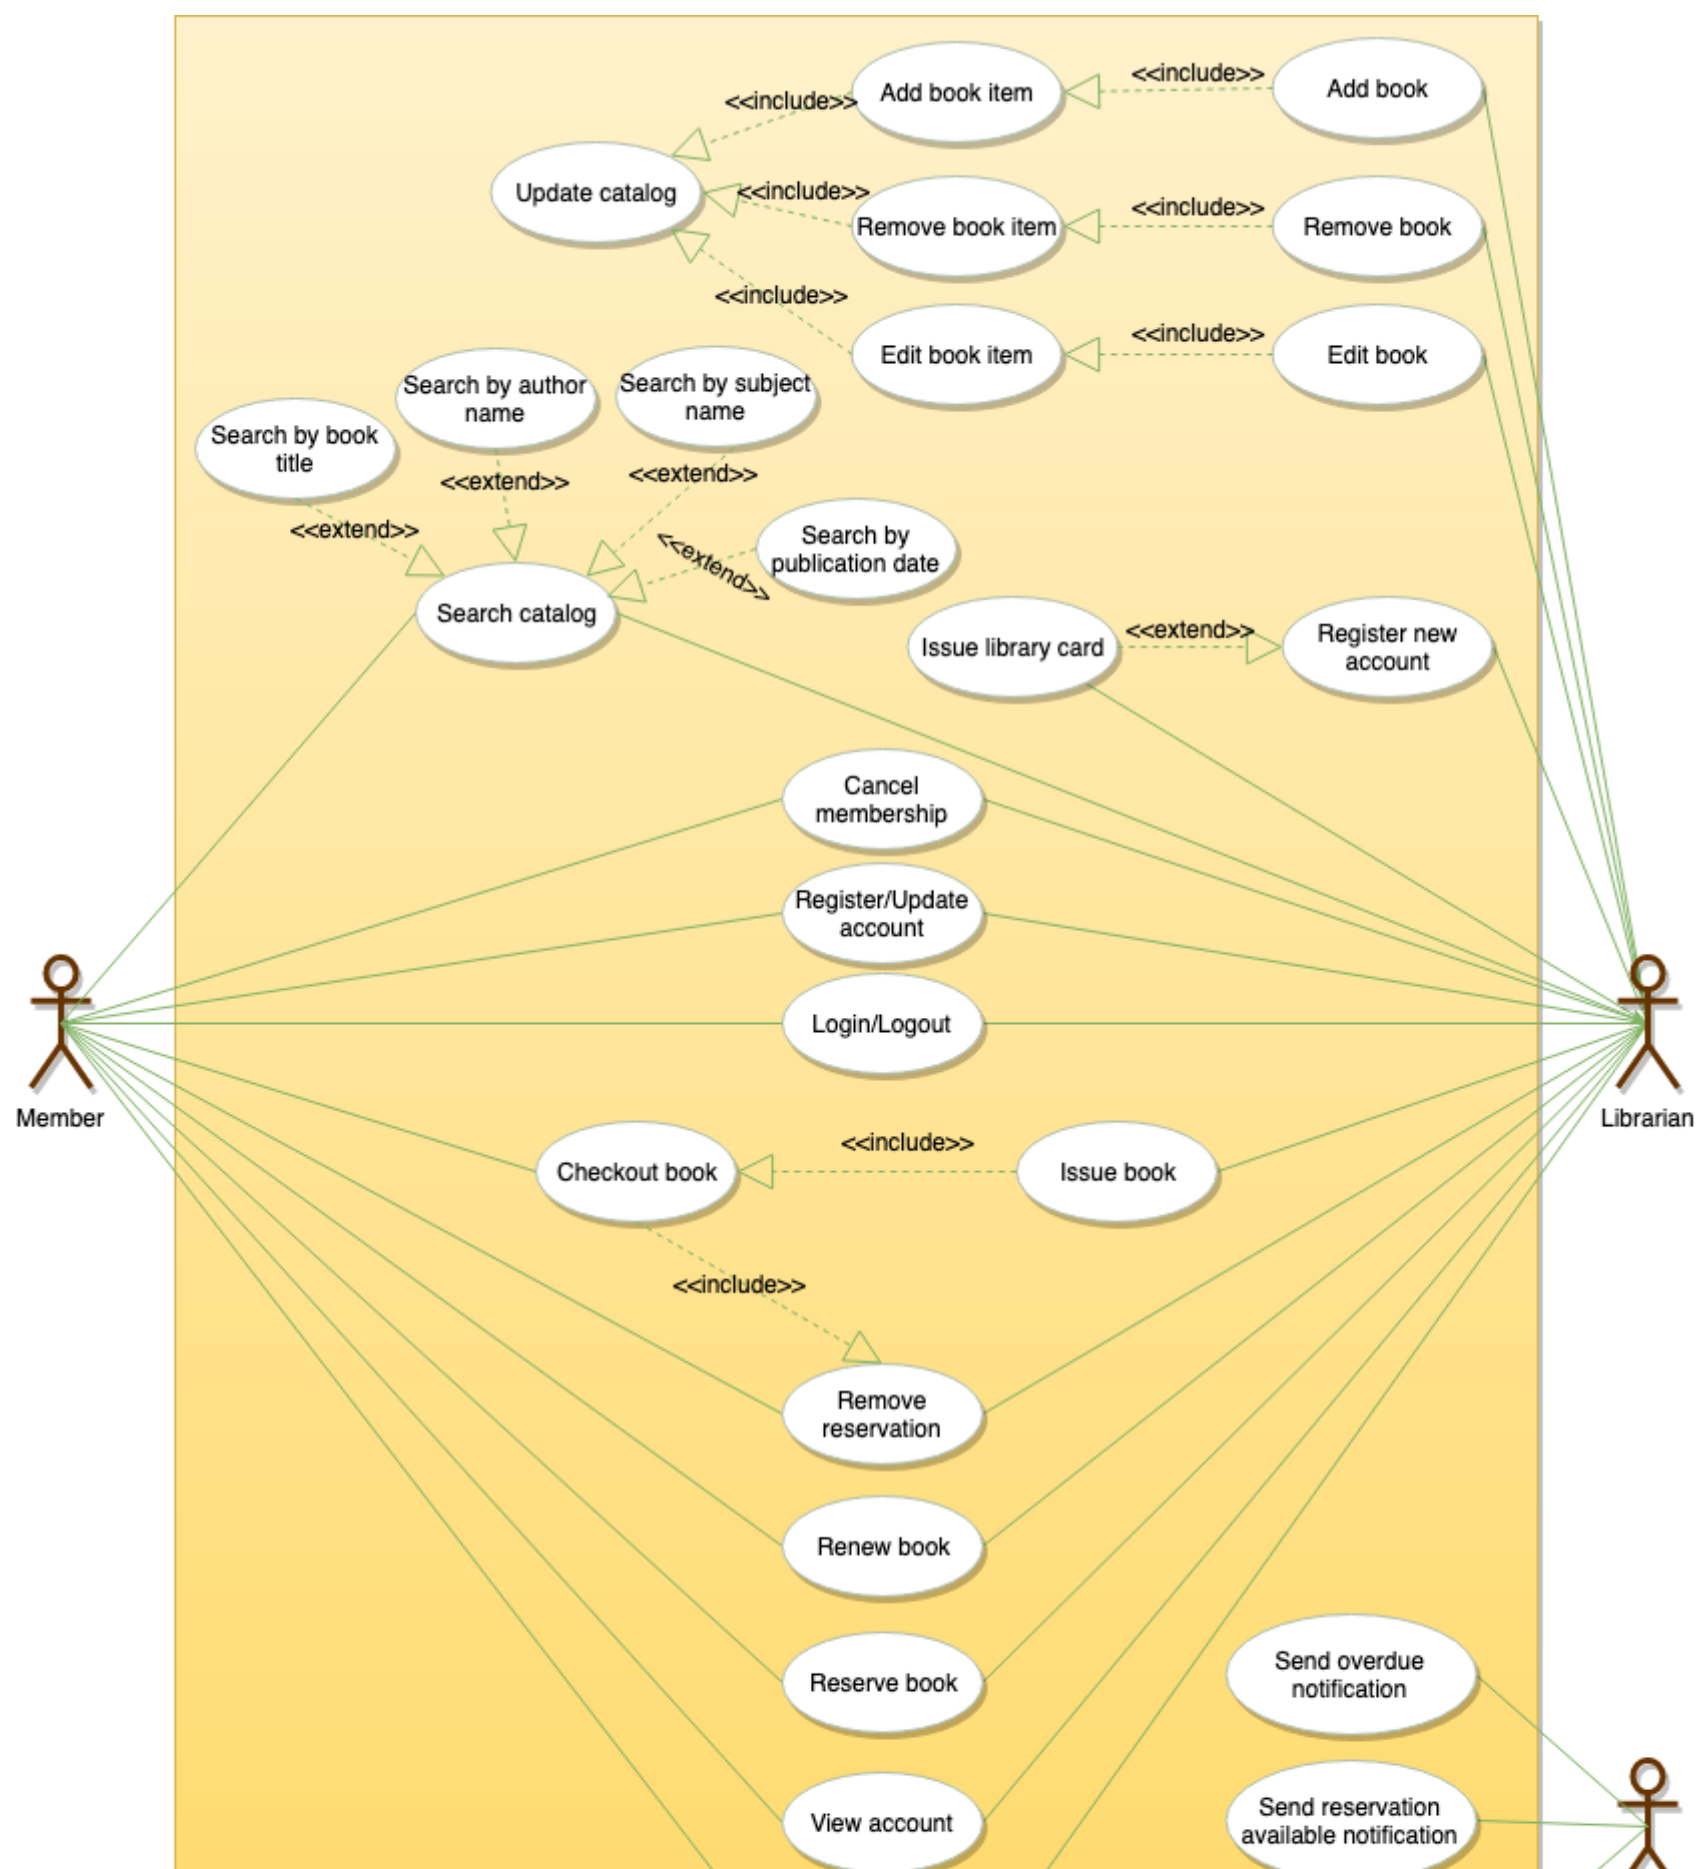 <<include>>
Add book
<<include>>
Add book item
Update catalog
<<include>>
Remove book item
<<include>>
Remove book
<<include>>
Edit book item
<<include>>
Edit book
Search by author
name
Search by subject
name
Search by book
title
<<extend>>
<<extend>>
<<extend>>
<<extend>>
Search by
publication date
Search catalog
Issue library card
<<extend>>
Register new
account
Cancel
membership
Register/Update
account
Login/Logout
Member
Librarian
Checkout book
<<include>>
Issue book
<<include>>
Remove
reservation
Renew book
Reserve book
Send overdue
notification
View account
Send reservation
available notification